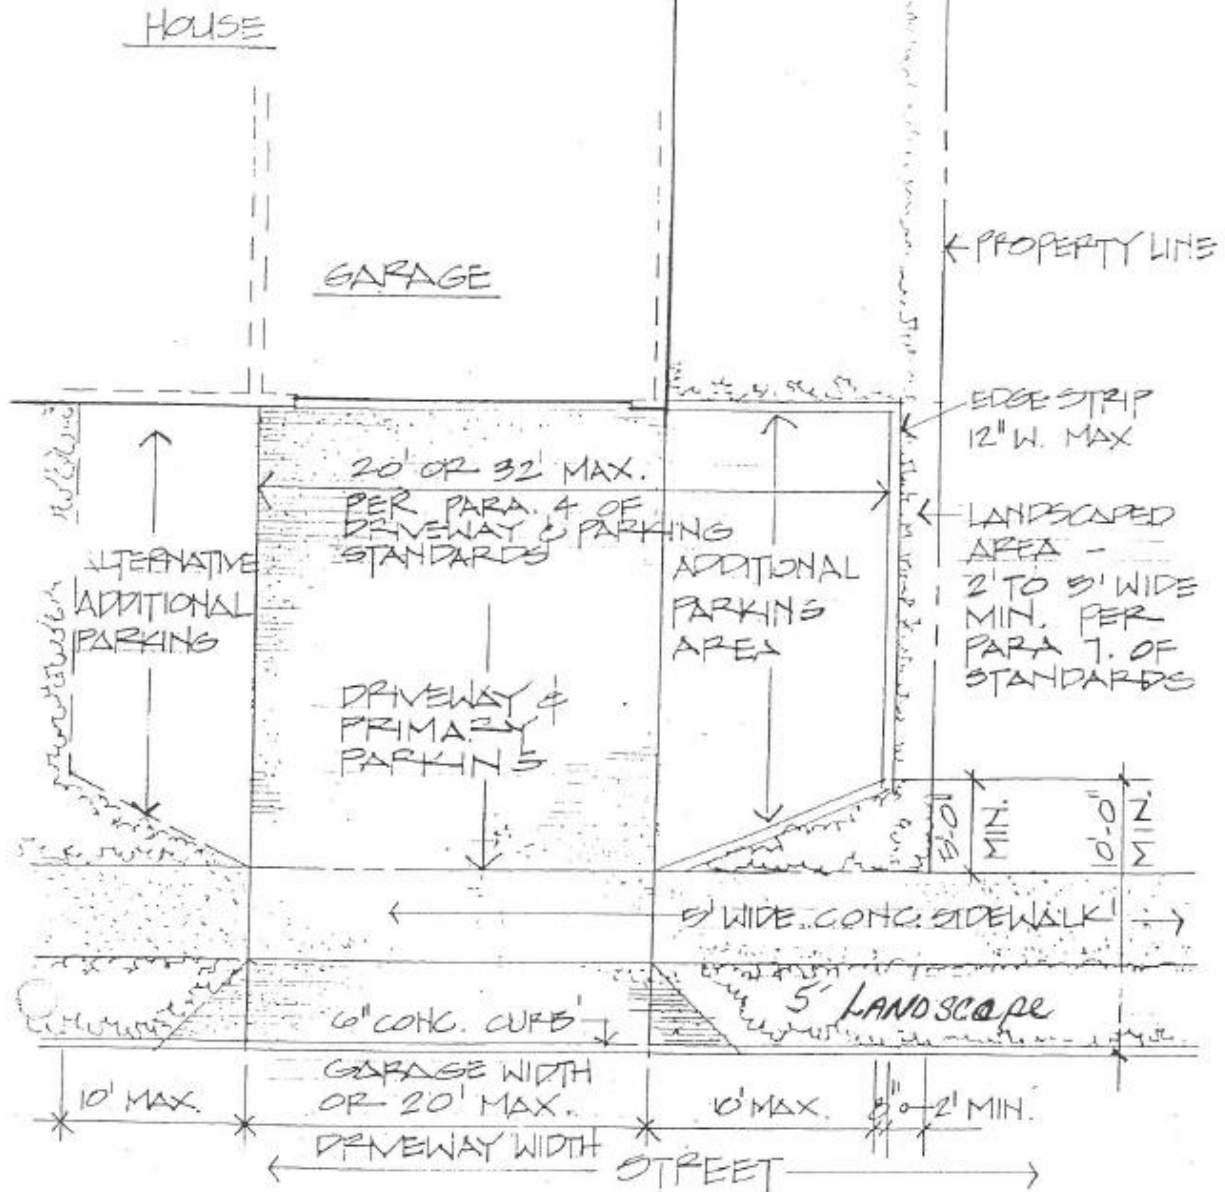 HOUSE
GARAGE
← PROPERTY LINE
EDGE STRIP
12" W. MAX
20' OR 32' MAX.
PER PARA. 4 OF
DRIVEWAY & PARKING
STANDARDS
LANDSCAPED
AREA -
2' TO 5' WIDE
MIN. PER
PARA 7. OF
STANDARDS
ALTERNATIVE
ADDITIONAL
PARKING
ADDITIONAL
PARKING
AREA
DRIVEWAY &
PRIMARY
PARKING
5'-0"
MIN.
10'-0"
MIN.
5' WIDE CONC. SIDEWALK
5' LANDSCAPE
6" CONC. CURB
10' MAX.
GARAGE WIDTH
OR 20' MAX.
DRIVEWAY WIDTH
10' MAX.
2' MIN.
STREET